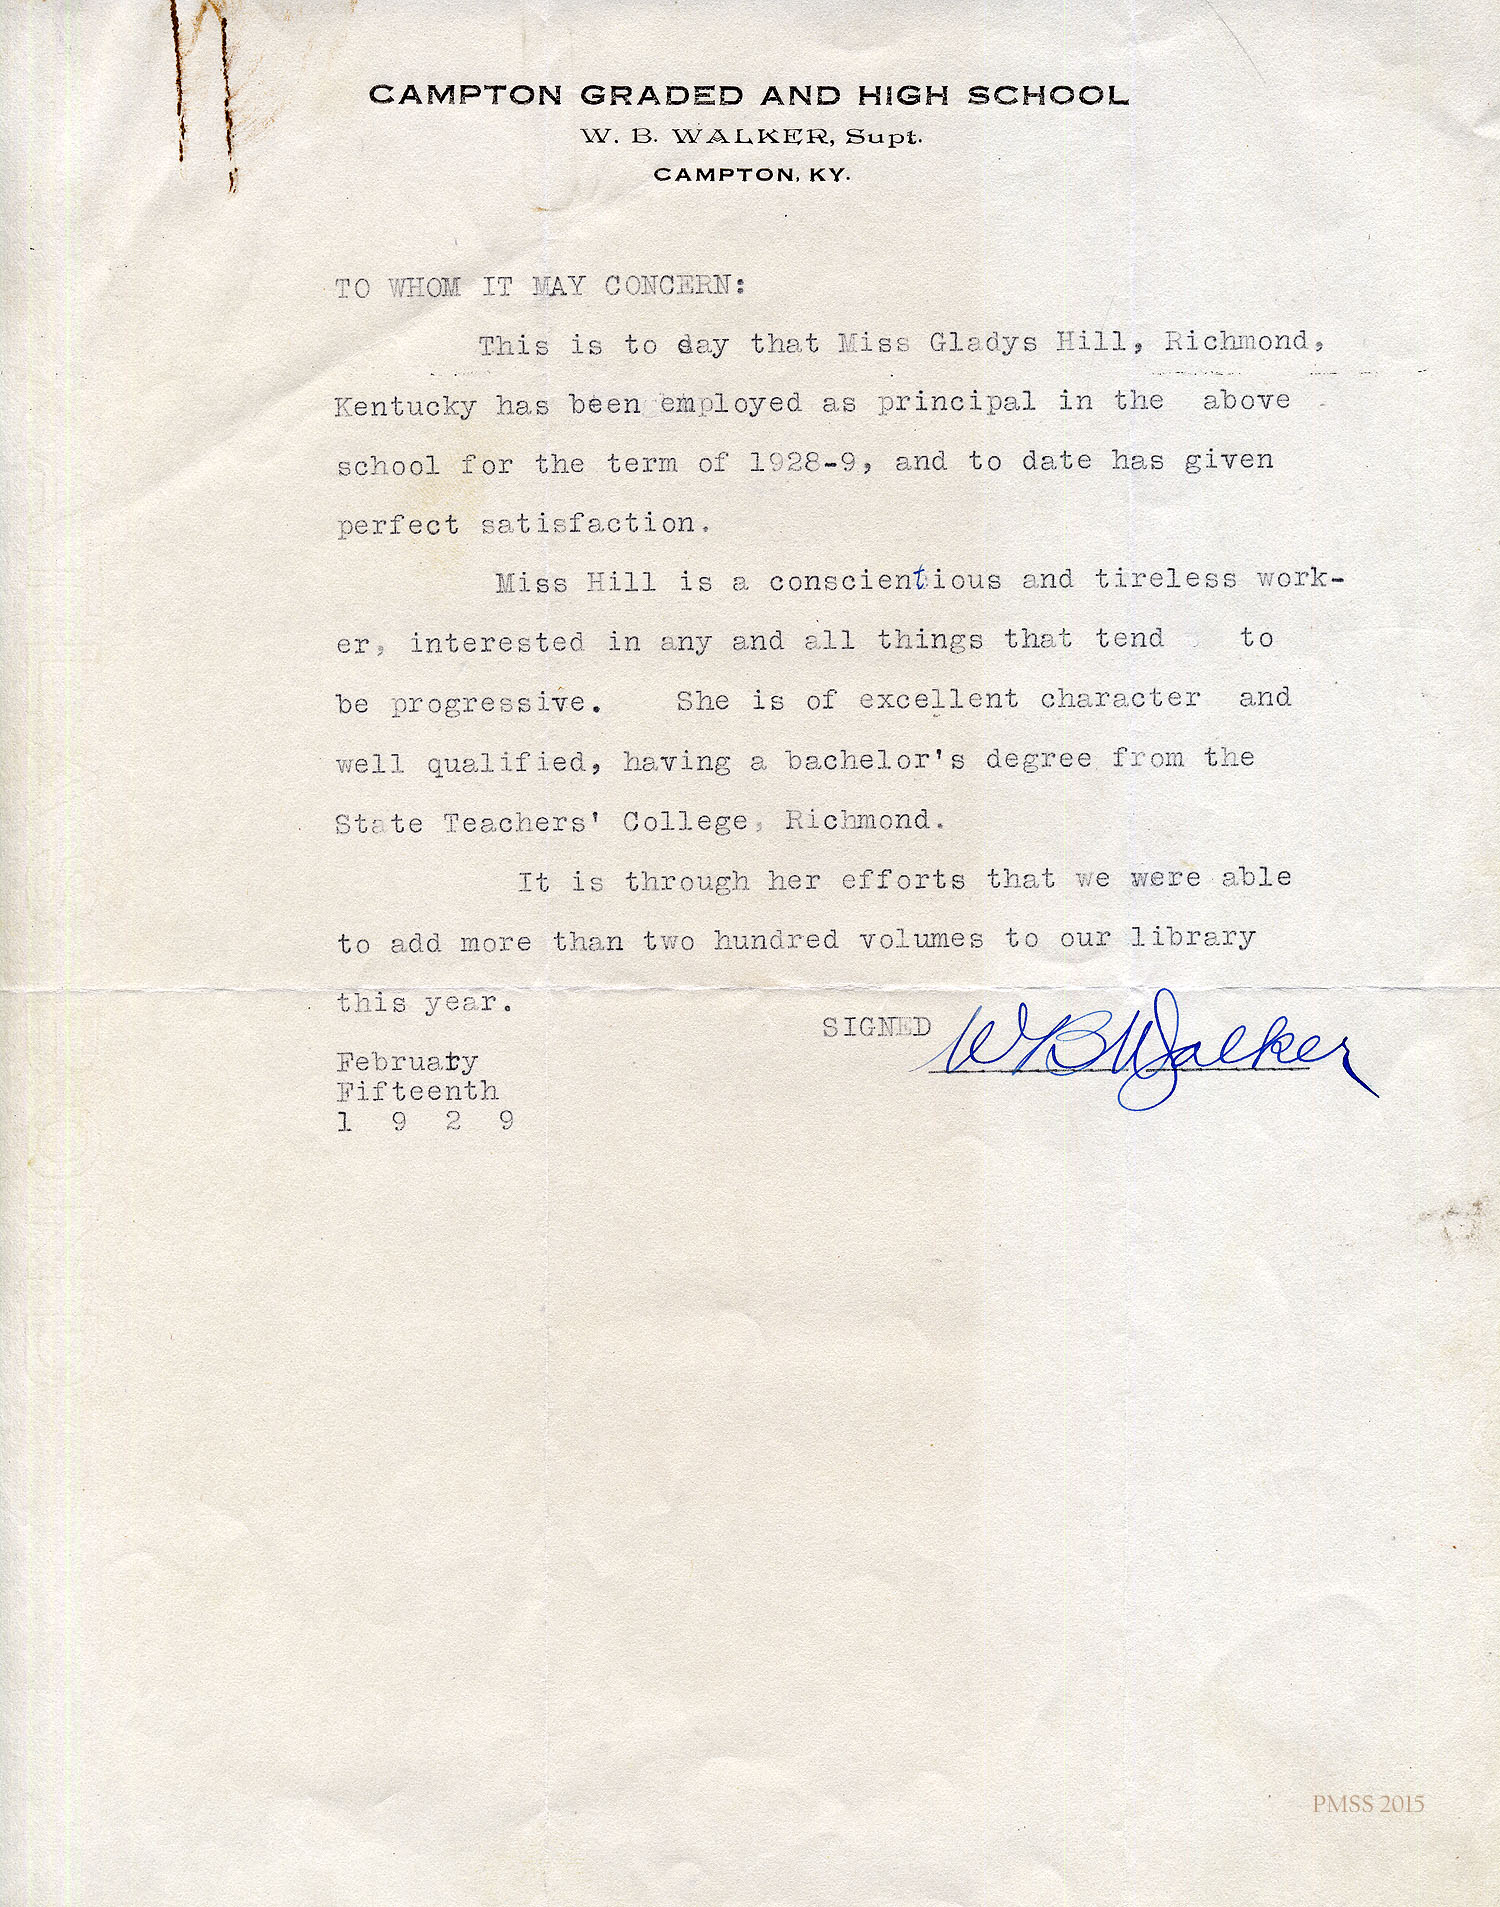 CAMPTON GRADED AND HIGH SCHOOL
W. B. WALKER, Supt.
CAMPTON, KY.
TO WHOM IT MAY CONCERN:
This is to day that Miss Gladys Hill, Richmond,
Kentucky has been employed as principal in the above
school for the term of 1928-9, and to date has given
perfect satisfaction.
Miss Hill is a conscientious and tireless work-
er, interested in any and all things that tend to
be progressive. She is of excellent character and
well qualified, having a bachelor's degree from the
State Teachers' College, Richmond.
It is through her efforts that we were able
to add more than two hundred volumes to our library
this year.
SIGNED W B Walker
February
Fifteenth
1 9 2 9
PMSS 2015